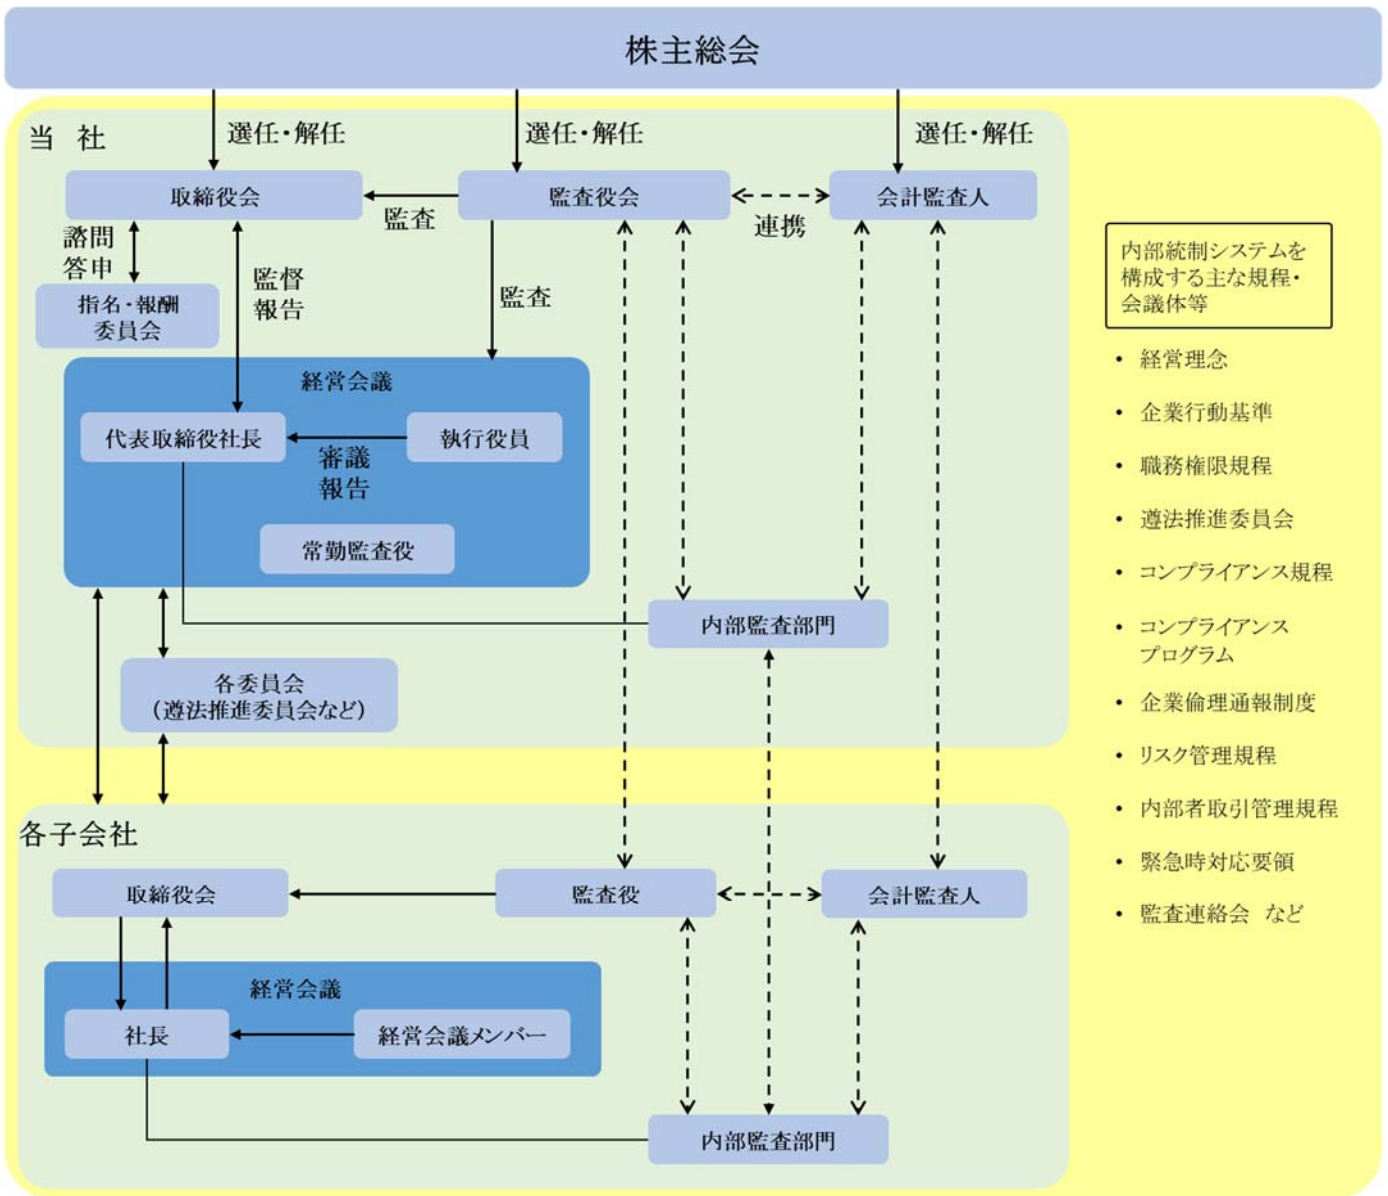 株主総会
当 社
選任・解任
選任・解任
選任・解任
取締役会
監査
監査役会
連携
会計監査人
諮問
答申
監督
報告
監査
指名・報酬
委員会
経営会議
代表取締役社長
審議
報告
執行役員
常勤監査役
内部監査部門
各委員会
（遵法推進委員会など）
各子会社
取締役会
監査役
会計監査人
経営会議
社長
経営会議メンバー
内部監査部門
内部統制システムを
構成する主な規程・
会議体等
• 経営理念
• 企業行動基準
• 職務権限規程
• 遵法推進委員会
• コンプライアンス規程
• コンプライアンス
プログラム
• 企業倫理通報制度
• リスク管理規程
• 内部者取引管理規程
• 緊急時対応要領
• 監査連絡会 など